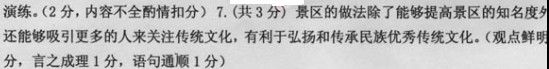 演练。(2分,内容不全酌情扣分) 7.(共3分) 景区的做法除了能够提高景区的知名度外
还能够吸引更多的人来关注传统文化,有利于弘扬和传承民族优秀传统文化。(观点鲜明
分,言之成理1分,语句通顺1分)